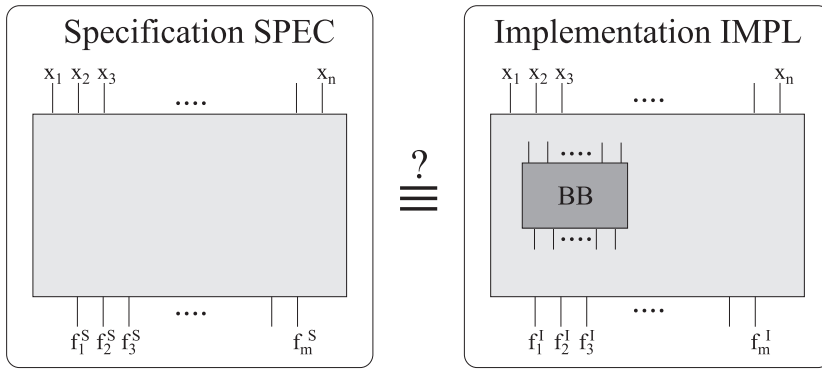 Specification SPEC
x1 x2 x3 .... xn
f1S f2S f3S .... fmS
?
≡
Implementation IMPL
x1 x2 x3 .... xn
....
BB
....
f1I f2I f3I .... fmI